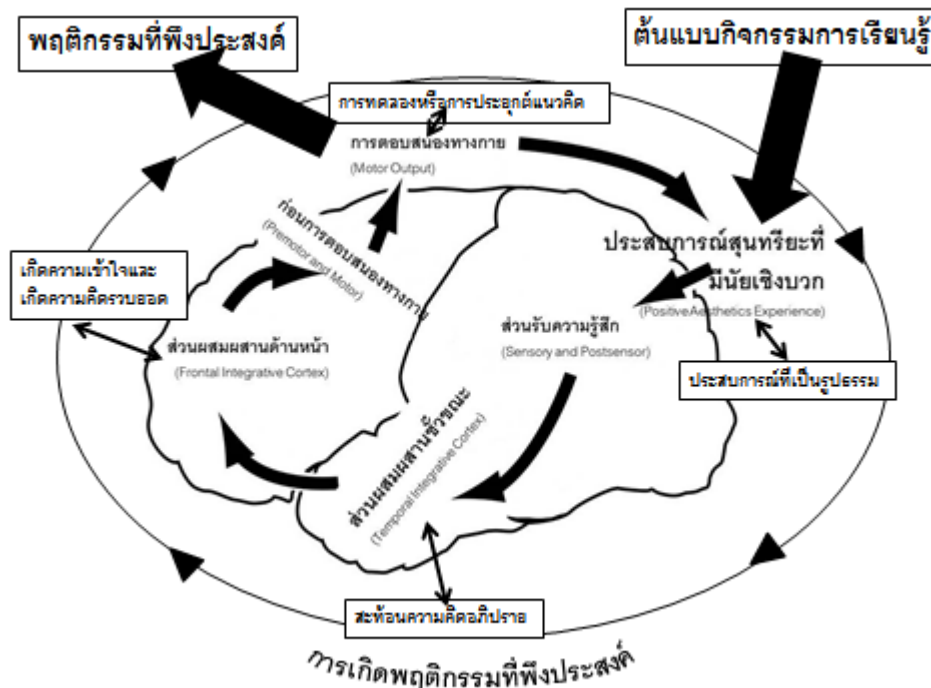 พฤติกรรมที่พึงประสงค์
ต้นแบบกิจกรรมการเรียนรู้
การทดลองหรือการประยุกต์แนวคิด
การตอบสนองทางกาย
(Motor Output)
ก่อนการตอบสนองทางกาย
(Premotor and Motor)
ประสบการณ์สุนทรียะที่
มีนัยเชิงบวก
(Positive Aesthetics Experience)
เกิดความเข้าใจและ
เกิดความคิดรวบยอด
ส่วนรับความรู้สึก
(Sensory and Postsensor)
ส่วนผสมผสานด้านหน้า
(Frontal Integrative Cortex)
ประสบการณ์ที่เป็นรูปธรรม
ส่วนผสมผสานชั่วขณะ
(Temporal Integrative Cortex)
สะท้อนความคิดอภิปราย
การเกิดพฤติกรรมที่พึงประสงค์